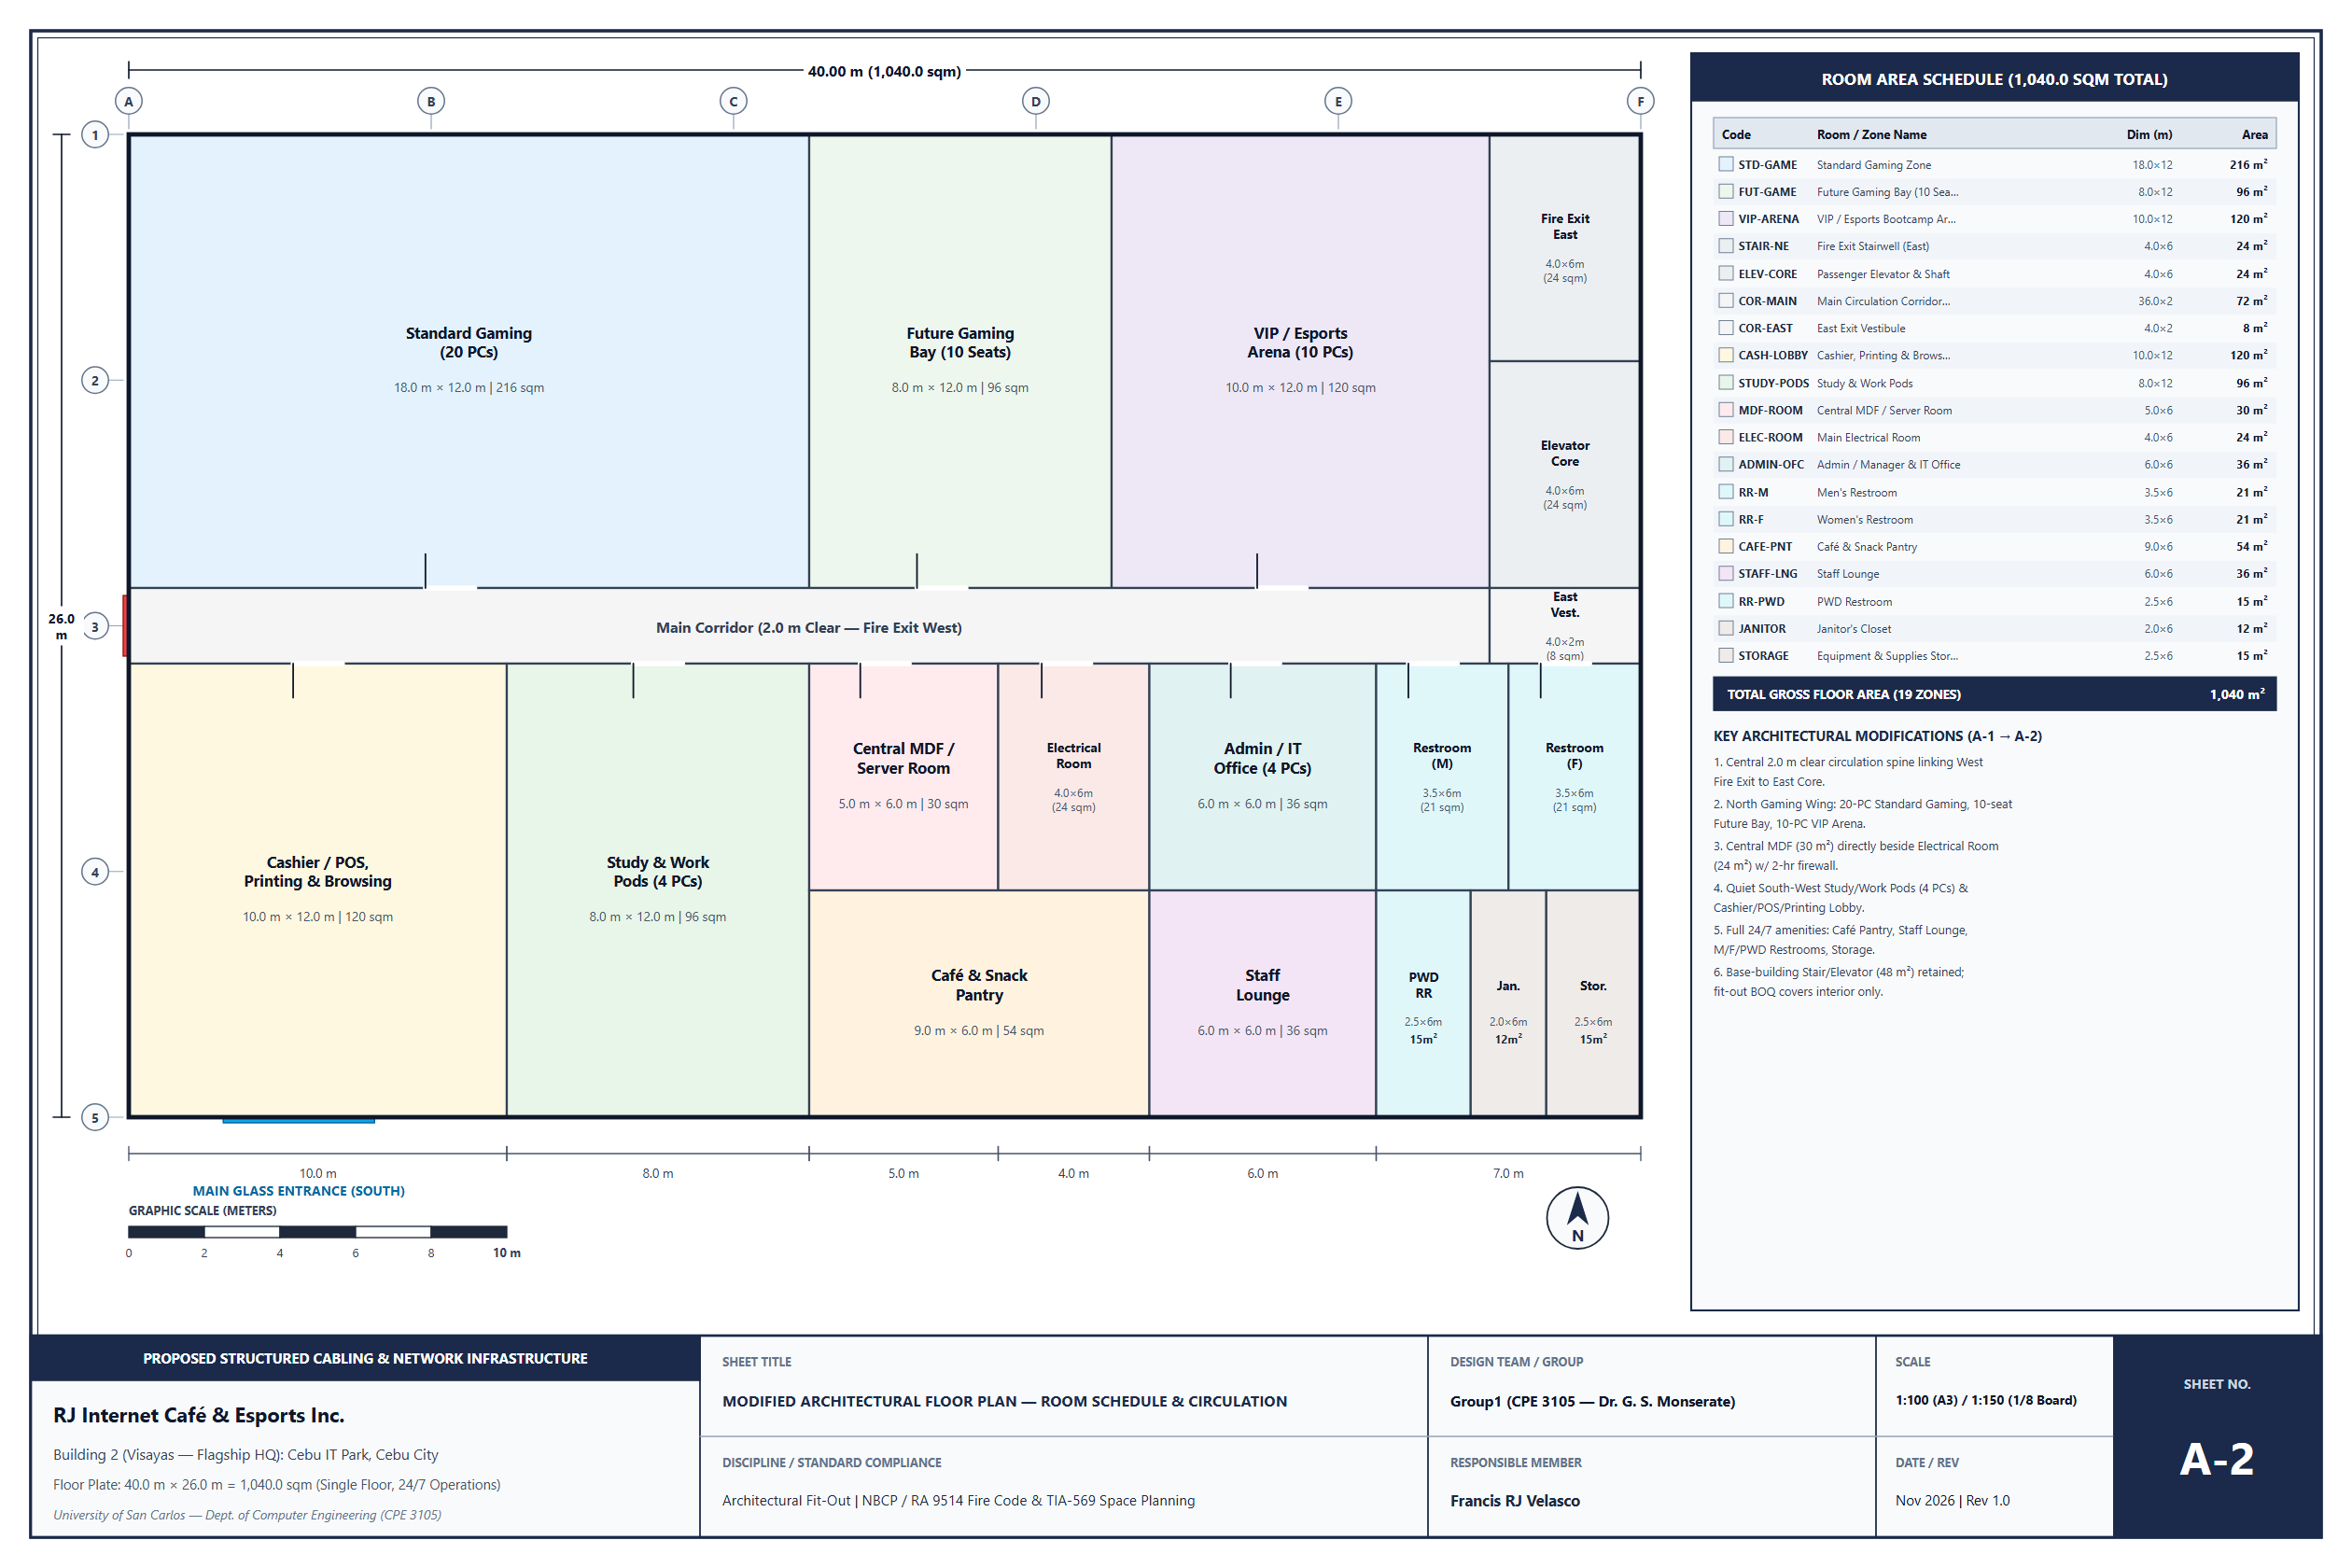 40.00 m (1,040.0 sqm)
A
B
C
D
E
F
1
2
26.0
m
3
4
5
Standard Gaming
(20 PCs)
18.0 m × 12.0 m | 216 sqm
Future Gaming
Bay (10 Seats)
8.0 m × 12.0 m | 96 sqm
VIP / Esports
Arena (10 PCs)
10.0 m × 12.0 m | 120 sqm
Fire Exit
East
4.0×6m
(24 sqm)
Elevator
Core
4.0×6m
(24 sqm)
Main Corridor (2.0 m Clear — Fire Exit West)
East
Vest.
4.0×2m
(8 sqm)
Cashier / POS,
Printing & Browsing
10.0 m × 12.0 m | 120 sqm
Study & Work
Pods (4 PCs)
8.0 m × 12.0 m | 96 sqm
Central MDF /
Server Room
5.0 m × 6.0 m | 30 sqm
Electrical
Room
4.0×6m
(24 sqm)
Admin / IT
Office (4 PCs)
6.0 m × 6.0 m | 36 sqm
Restroom
(M)
3.5×6m
(21 sqm)
Restroom
(F)
3.5×6m
(21 sqm)
Café & Snack
Pantry
9.0 m × 6.0 m | 54 sqm
Staff
Lounge
6.0 m × 6.0 m | 36 sqm
PWD
RR
2.5×6m
15m²
Jan.
2.0×6m
12m²
Stor.
2.5×6m
15m²
10.0 m
8.0 m
5.0 m
4.0 m
6.0 m
7.0 m
MAIN GLASS ENTRANCE (SOUTH)
GRAPHIC SCALE (METERS)
0 2 4 6 8 10 m
N
ROOM AREA SCHEDULE (1,040.0 SQM TOTAL)
Code Room / Zone Name Dim (m) Area
STD-GAME Standard Gaming Zone 18.0×12 216 m²
FUT-GAME Future Gaming Bay (10 Sea... 8.0×12 96 m²
VIP-ARENA VIP / Esports Bootcamp Ar... 10.0×12 120 m²
STAIR-NE Fire Exit Stairwell (East) 4.0×6 24 m²
ELEV-CORE Passenger Elevator & Shaft 4.0×6 24 m²
COR-MAIN Main Circulation Corridor... 36.0×2 72 m²
COR-EAST East Exit Vestibule 4.0×2 8 m²
CASH-LOBBY Cashier, Printing & Brows... 10.0×12 120 m²
STUDY-PODS Study & Work Pods 8.0×12 96 m²
MDF-ROOM Central MDF / Server Room 5.0×6 30 m²
ELEC-ROOM Main Electrical Room 4.0×6 24 m²
ADMIN-OFC Admin / Manager & IT Office 6.0×6 36 m²
RR-M Men's Restroom 3.5×6 21 m²
RR-F Women's Restroom 3.5×6 21 m²
CAFE-PNT Café & Snack Pantry 9.0×6 54 m²
STAFF-LNG Staff Lounge 6.0×6 36 m²
RR-PWD PWD Restroom 2.5×6 15 m²
JANITOR Janitor's Closet 2.0×6 12 m²
STORAGE Equipment & Supplies Stor... 2.5×6 15 m²
TOTAL GROSS FLOOR AREA (19 ZONES) 1,040 m²
KEY ARCHITECTURAL MODIFICATIONS (A-1 → A-2)
1. Central 2.0 m clear circulation spine linking West
Fire Exit to East Core.
2. North Gaming Wing: 20-PC Standard Gaming, 10-seat
Future Bay, 10-PC VIP Arena.
3. Central MDF (30 m²) directly beside Electrical Room
(24 m²) w/ 2-hr firewall.
4. Quiet South-West Study/Work Pods (4 PCs) &
Cashier/POS/Printing Lobby.
5. Full 24/7 amenities: Café Pantry, Staff Lounge,
M/F/PWD Restrooms, Storage.
6. Base-building Stair/Elevator (48 m²) retained;
fit-out BOQ covers interior only.
PROPOSED STRUCTURED CABLING & NETWORK INFRASTRUCTURE
RJ Internet Café & Esports Inc.
Building 2 (Visayas — Flagship HQ): Cebu IT Park, Cebu City
Floor Plate: 40.0 m × 26.0 m = 1,040.0 sqm (Single Floor, 24/7 Operations)
University of San Carlos — Dept. of Computer Engineering (CPE 3105)
SHEET TITLE
MODIFIED ARCHITECTURAL FLOOR PLAN — ROOM SCHEDULE & CIRCULATION
DISCIPLINE / STANDARD COMPLIANCE
Architectural Fit-Out | NBCP / RA 9514 Fire Code & TIA-569 Space Planning
DESIGN TEAM / GROUP
Group1 (CPE 3105 — Dr. G. S. Monserate)
RESPONSIBLE MEMBER
Francis RJ Velasco
SCALE
1:100 (A3) / 1:150 (1/8 Board)
DATE / REV
Nov 2026 | Rev 1.0
SHEET NO.
A-2